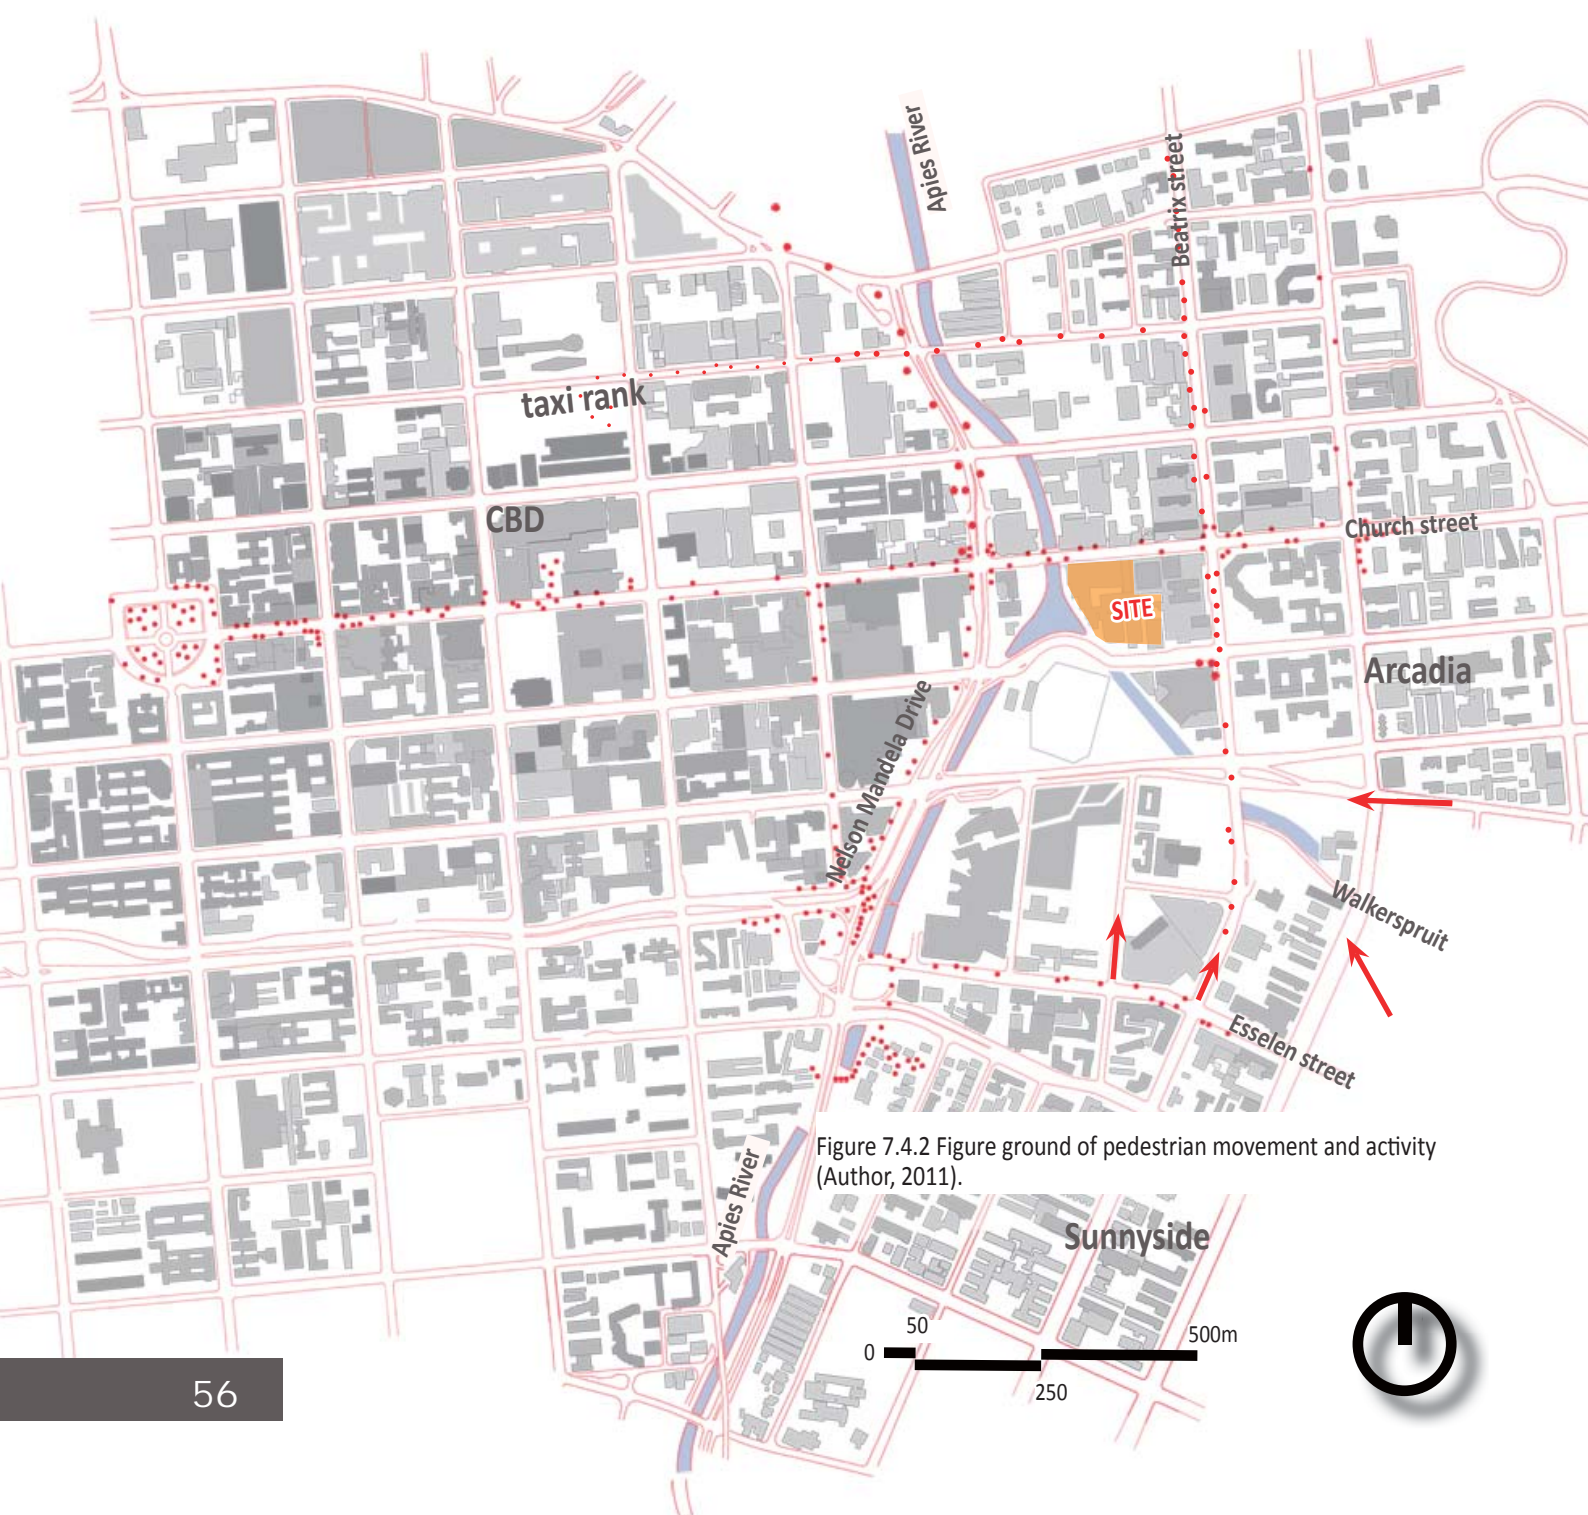 Apies River
Beatrix street
taxi rank
CBD
Church street
SITE
Arcadia
Nelson Mandela Drive
Walkerspruit
Esselen street
Figure 7.4.2 Figure ground of pedestrian movement and activity
(Author, 2011).
Apies River
Sunnyside
50
500m
0
250
56